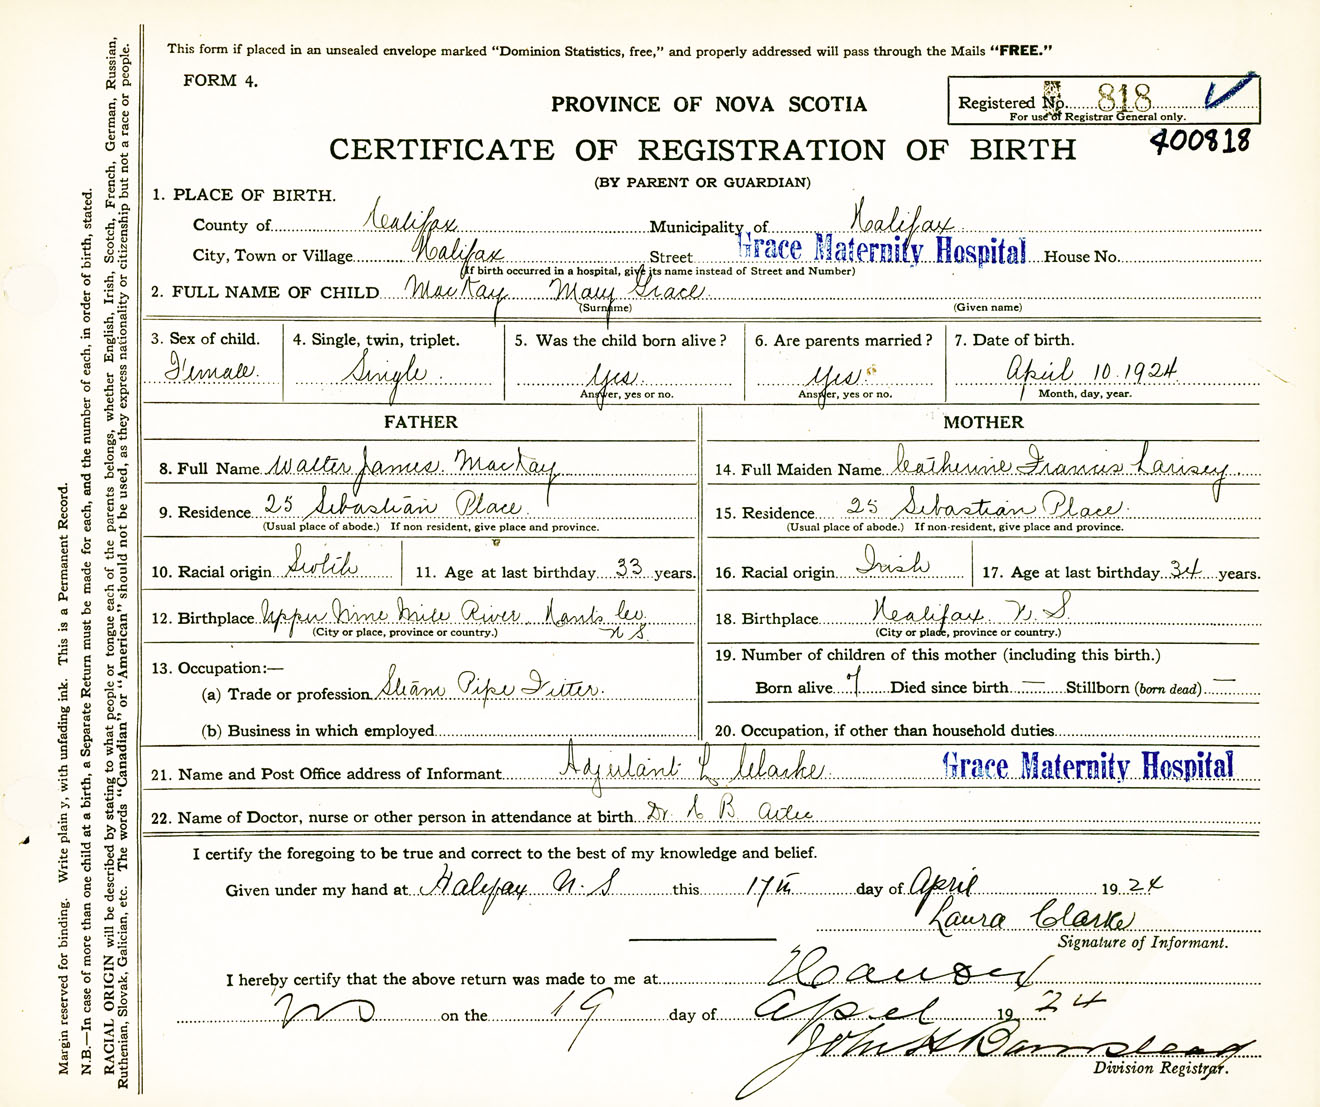 This form if placed in an unsealed envelope marked "Dominion Statistics, free," and properly addressed will pass through the Mails "FREE."
FORM 4.
PROVINCE OF NOVA SCOTIA
Registered No. 818
For use of Registrar General only.
400818
CERTIFICATE OF REGISTRATION OF BIRTH
(BY PARENT OR GUARDIAN)
1. PLACE OF BIRTH.
County of Halifax Municipality of Halifax
City, Town or Village Halifax Street Grace Maternity Hospital House No.
(If birth occurred in a hospital, give its name instead of Street and Number)
2. FULL NAME OF CHILD MacKay Mary Grace
(Surname) (Given name)
3. Sex of child. 4. Single, twin, triplet. 5. Was the child born alive? 6. Are parents married? 7. Date of birth.
Female. Single. Yes. Yes. April 10. 1924
Answer, yes or no. Answer, yes or no. Month, day, year.
FATHER MOTHER
8. Full Name Walter James MacKay 14. Full Maiden Name Catherine Francis Larisey
9. Residence 25 Sebastian Place 15. Residence 25 Sebastian Place
(Usual place of abode.) If non resident, give place and province. (Usual place of abode.) If non-resident, give place and province.
10. Racial origin 11. Age at last birthday 33 years. 16. Racial origin Irish 17. Age at last birthday 34 years.
12. Birthplace Upper Nine Mile River Hants Co. N S. 18. Birthplace Halifax N. S.
(City or place, province or country.) (City or place, province or country.)
13. Occupation:— 19. Number of children of this mother (including this birth.)
(a) Trade or profession Steam Pipe Fitter. Born alive 7 Died since birth — Stillborn (born dead) —
(b) Business in which employed 20. Occupation, if other than household duties
21. Name and Post Office address of Informant Adjutant L Clarke. Grace Maternity Hospital
22. Name of Doctor, nurse or other person in attendance at birth Dr. B
I certify the foregoing to be true and correct to the best of my knowledge and belief.
Given under my hand at Halifax N. S this 17th day of April 1924
Laura Clarke
Signature of Informant.
I hereby certify that the above return was made to me at
on the 19 day of April 1924
John H Barnstead
Division Registrar.
Margin reserved for binding. Write plain y, with unfading ink. This is a Permanent Record.
N.B.—In case of more than one child at a birth, a Separate Return must be made for each, and the number of each, in order of birth, stated.
RACIAL ORIGIN will be described by stating to what people or tongue each of the parents belongs, whether English, Irish, Scotch, French, German, Russian,
Ruthenian, Slovak, Galician, etc. The words "Canadian" or "American" should not be used, as they express nationality or citizenship but not a race or people.